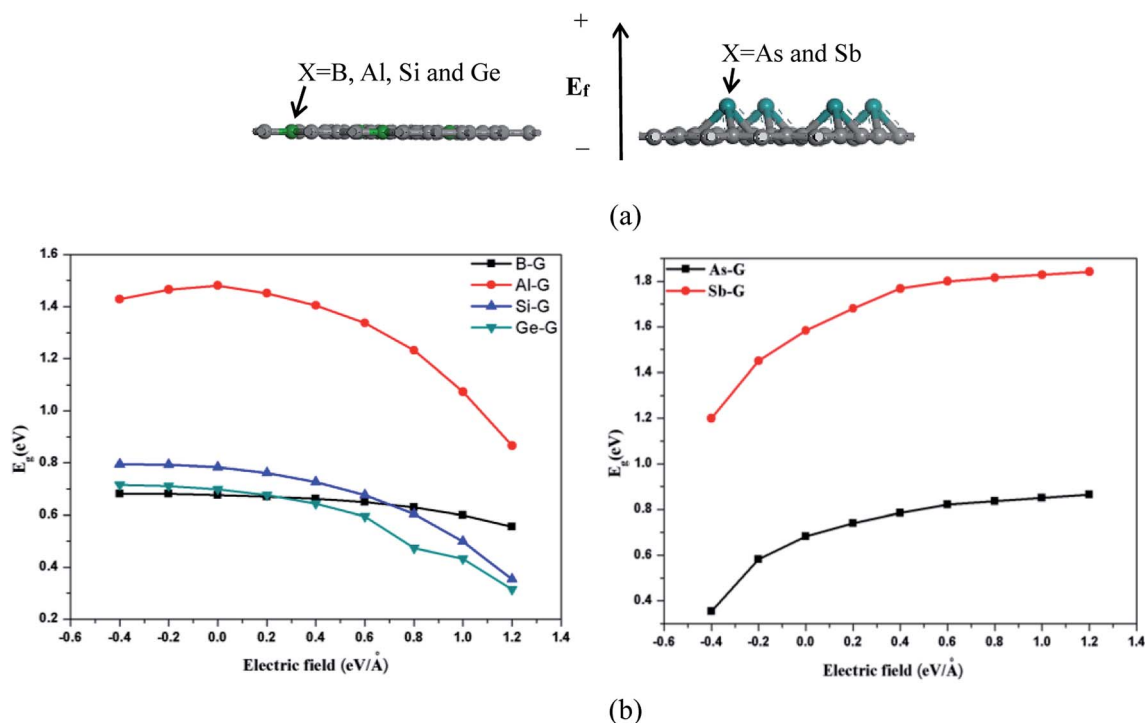 X=B, Al, Si and Ge
+
E_f
−
X=As and Sb
(a)
1.6
1.4
1.2
1.0
0.8
0.6
0.4
0.2
E_g(eV)
B-G
Al-G
Si-G
Ge-G
-0.6 -0.4 -0.2 0.0 0.2 0.4 0.6 0.8 1.0 1.2 1.4
Electric field (eV/Å)
1.8
1.6
1.4
1.2
1.0
0.8
0.6
0.4
E_g(eV)
As-G
Sb-G
-0.6 -0.4 -0.2 0.0 0.2 0.4 0.6 0.8 1.0 1.2 1.4
Electric field (eV/Å)
(b)